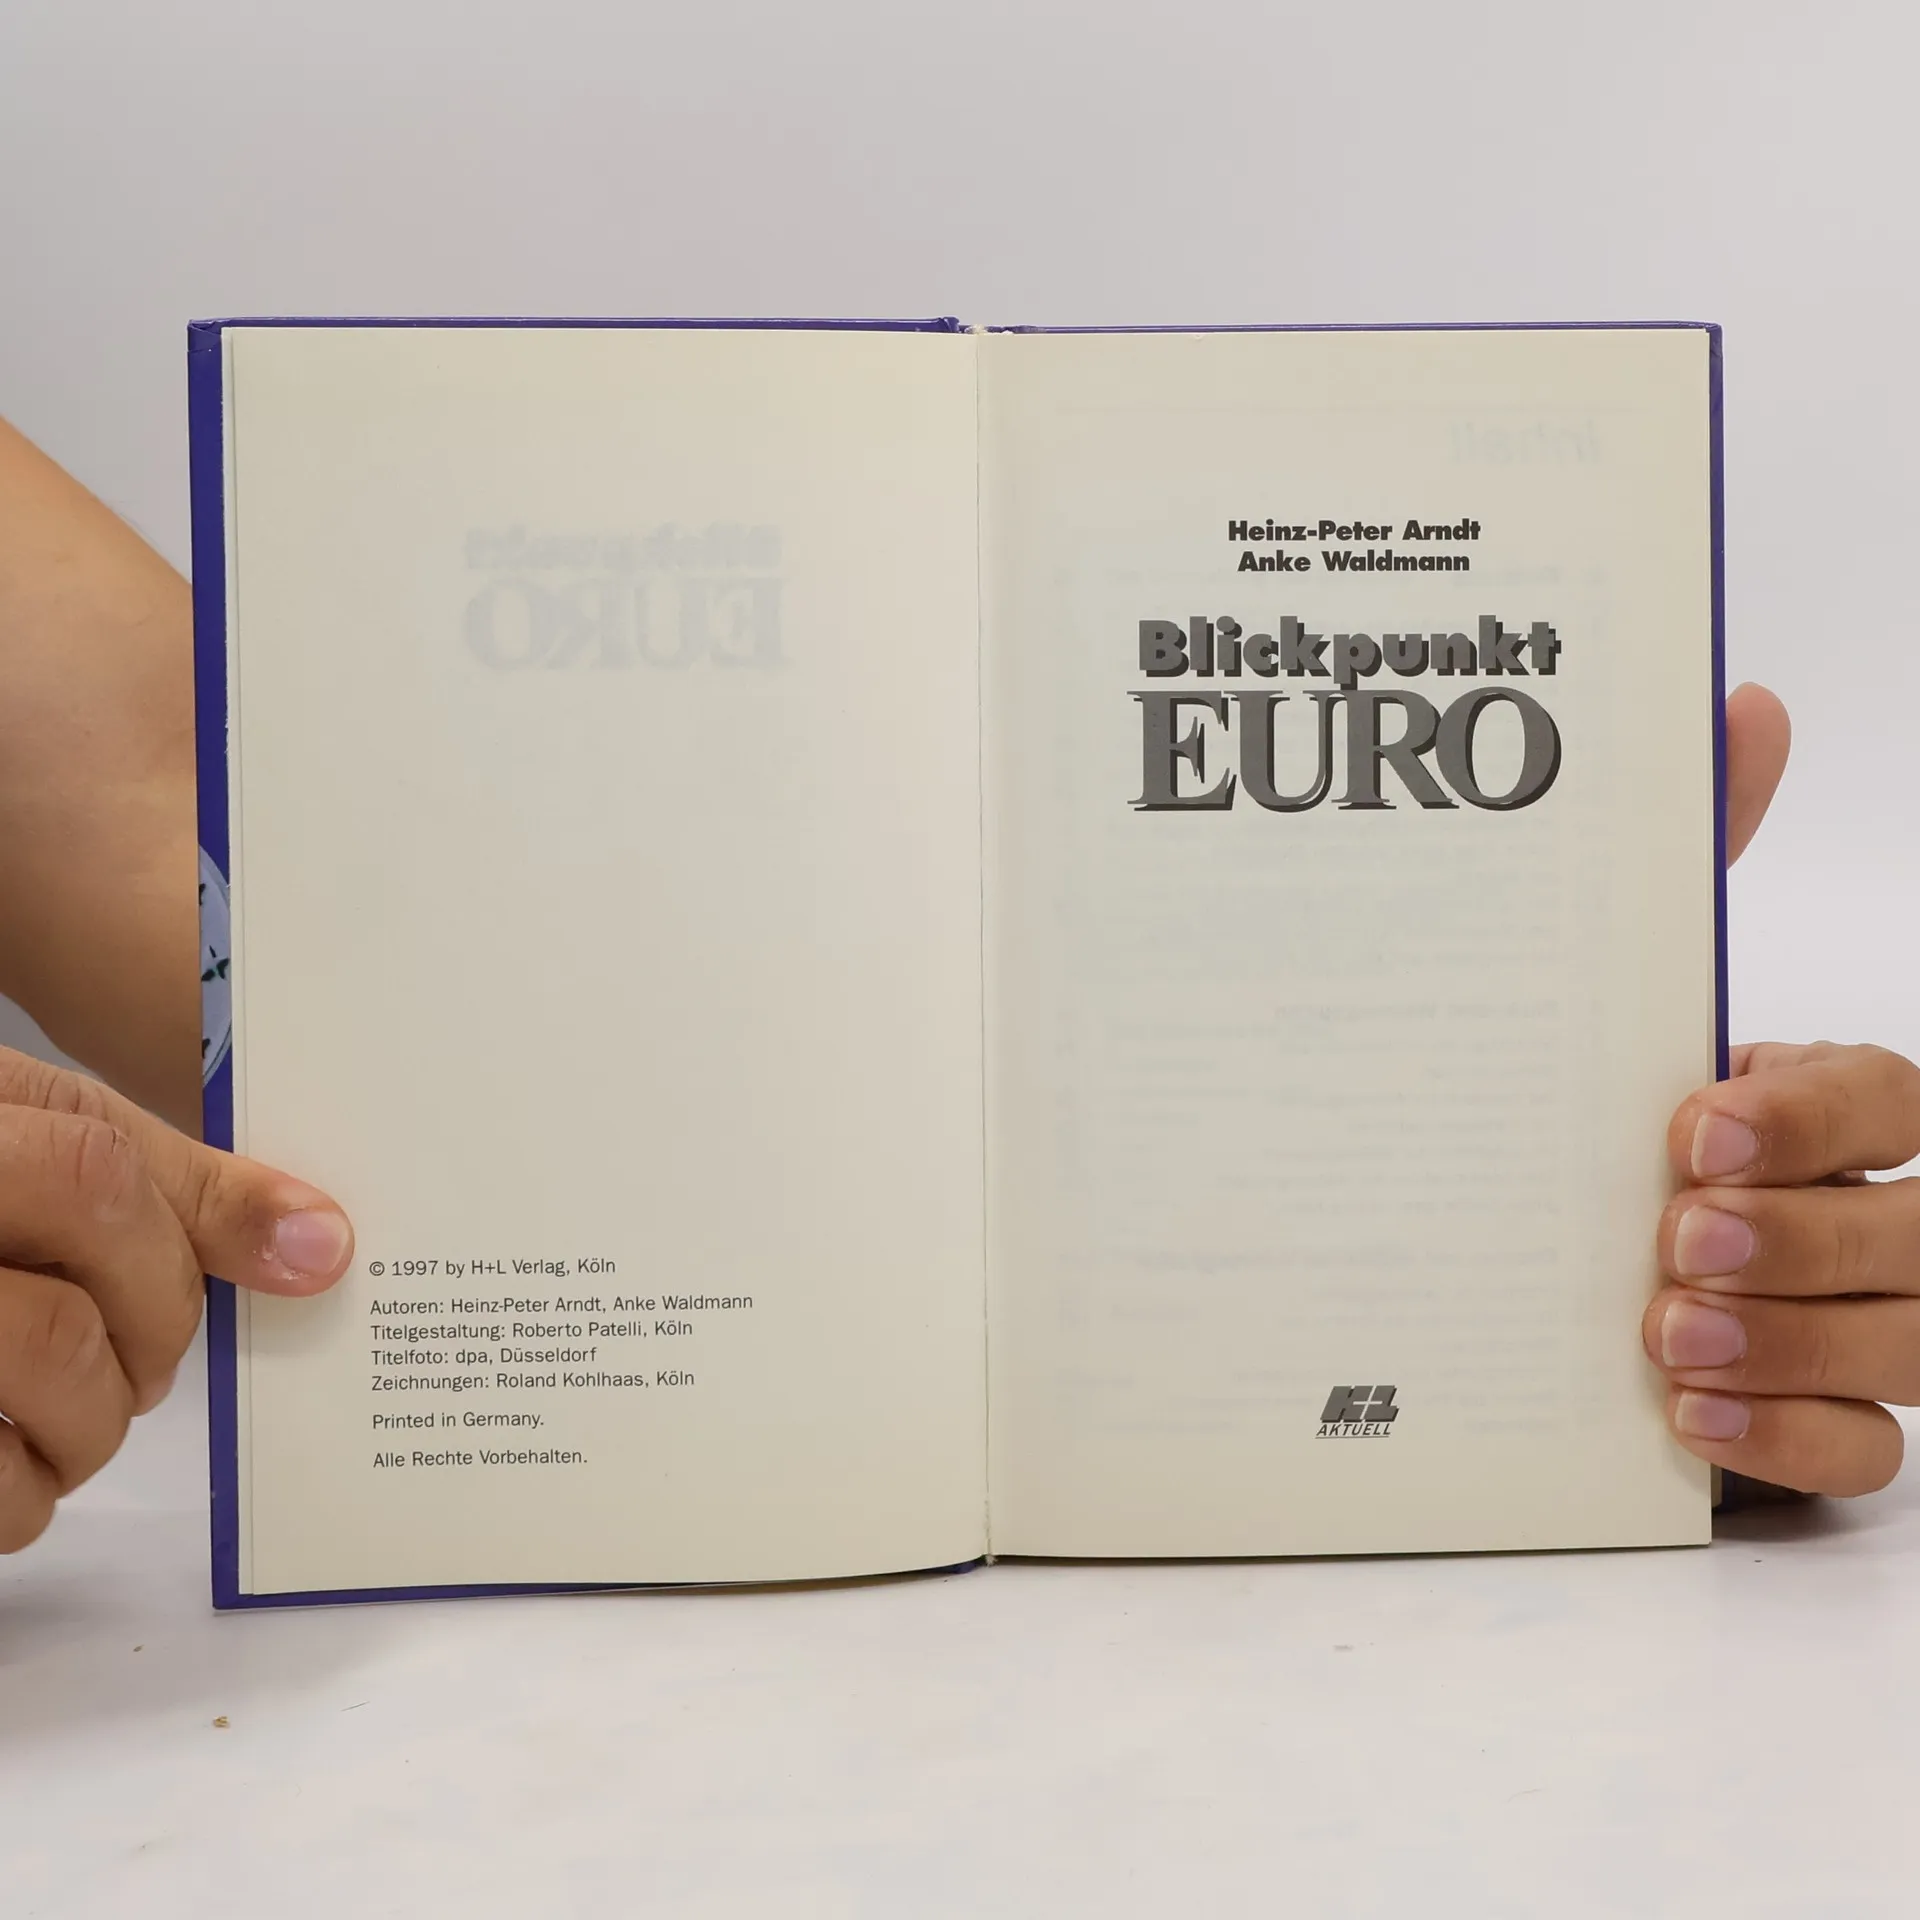 © 1997 by H+L Verlag, Köln
Autoren: Heinz-Peter Arndt, Anke Waldmann
Titelgestaltung: Roberto Patelli, Köln
Titelfoto: dpa, Düsseldorf
Zeichnungen: Roland Kohlhaas, Köln
Printed in Germany.
Alle Rechte Vorbehalten.
Heinz-Peter Arndt
Anke Waldmann
Blickpunkt
EURO
H+L
AKTUELL